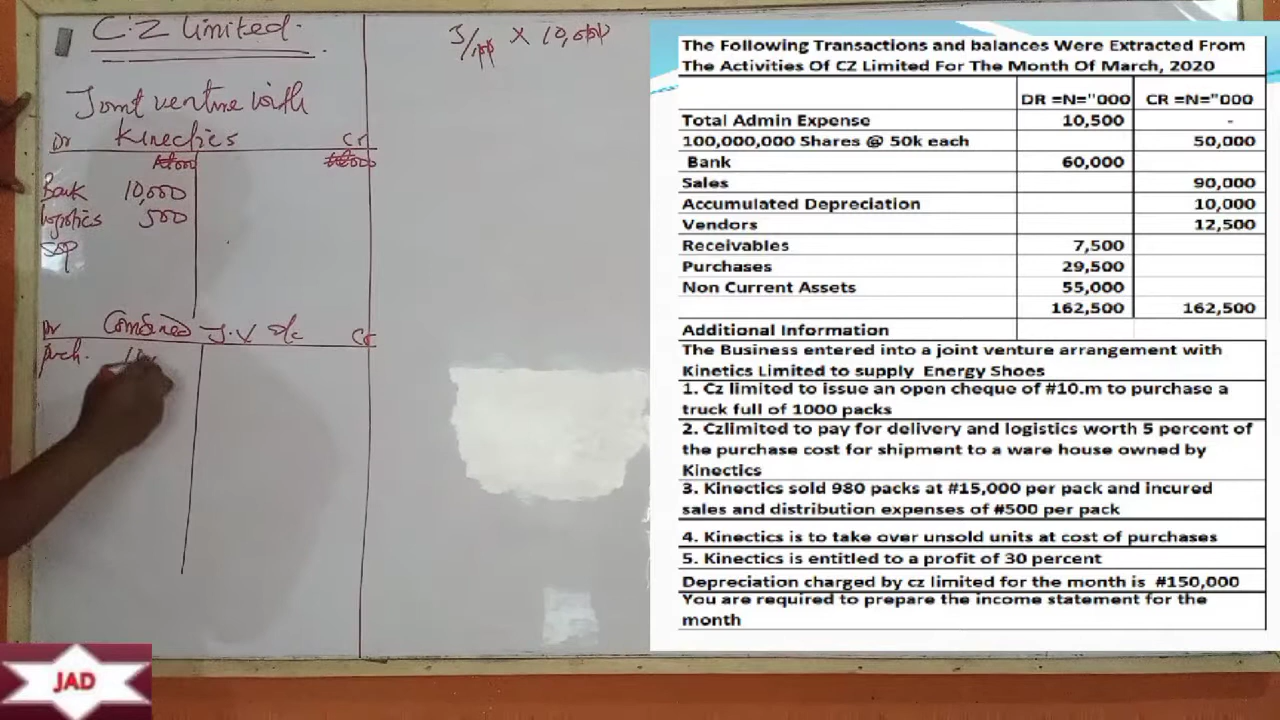 C.Z Limited.
Joint venture with
Dr Kinectics Cr
Bank 10,000
logistics 500
Dr Combined J.V a/c Cr
purch.
5/100 X 10,000
The Following Transactions and balances Were Extracted From
The Activities Of CZ Limited For The Month Of March, 2020
DR =N="000 CR =N="000
Total Admin Expense 10,500 -
100,000,000 Shares @ 50k each 50,000
Bank 60,000
Sales 90,000
Accumulated Depreciation 10,000
Vendors 12,500
Receivables 7,500
Purchases 29,500
Non Current Assets 55,000
162,500 162,500
Additional Information
The Business entered into a joint venture arrangement with
Kinetics Limited to supply Energy Shoes
1. Cz limited to issue an open cheque of #10.m to purchase a
truck full of 1000 packs
2. Czlimited to pay for delivery and logistics worth 5 percent of
the purchase cost for shipment to a ware house owned by
Kinectics
3. Kinectics sold 980 packs at #15,000 per pack and incured
sales and distribution expenses of #500 per pack
4. Kinectics is to take over unsold units at cost of purchases
5. Kinectics is entitled to a profit of 30 percent
Depreciation charged by cz limited for the month is #150,000
You are required to prepare the income statement for the
month
JAD